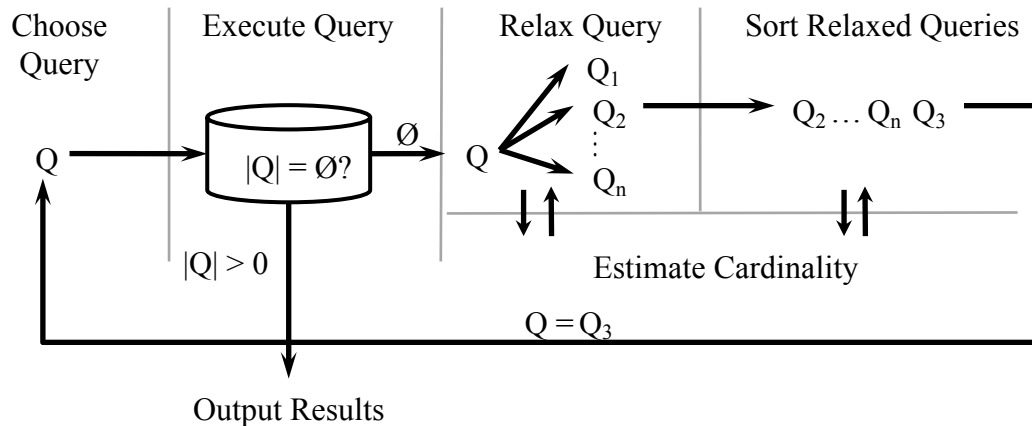 Choose Query
Execute Query
Relax Query
Sort Relaxed Queries
Q
|Q| = Ø?
Ø
Q
Q₁
Q₂
⋮
Qₙ
Q₂ … Qₙ Q₃
|Q| > 0
Estimate Cardinality
Q = Q₃
Output Results